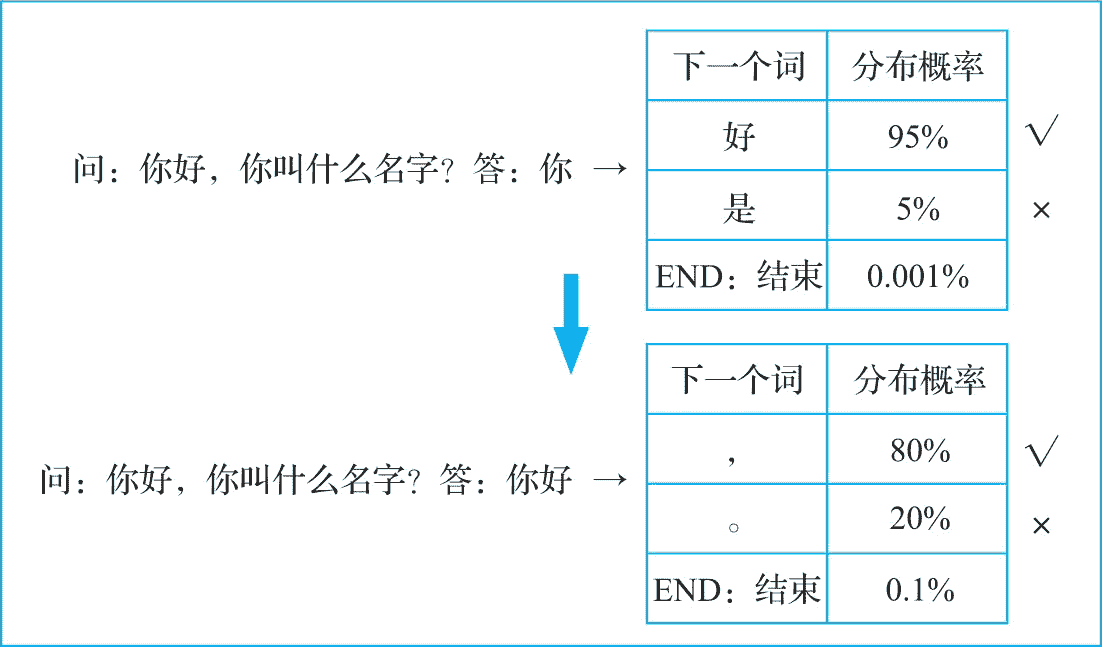 下一个词 分布概率
好 95% √
问：你好，你叫什么名字？答：你 →
是 5% ×
END：结束 0.001%
下一个词 分布概率
， 80% √
问：你好，你叫什么名字？答：你好 →
。 20% ×
END：结束 0.1%